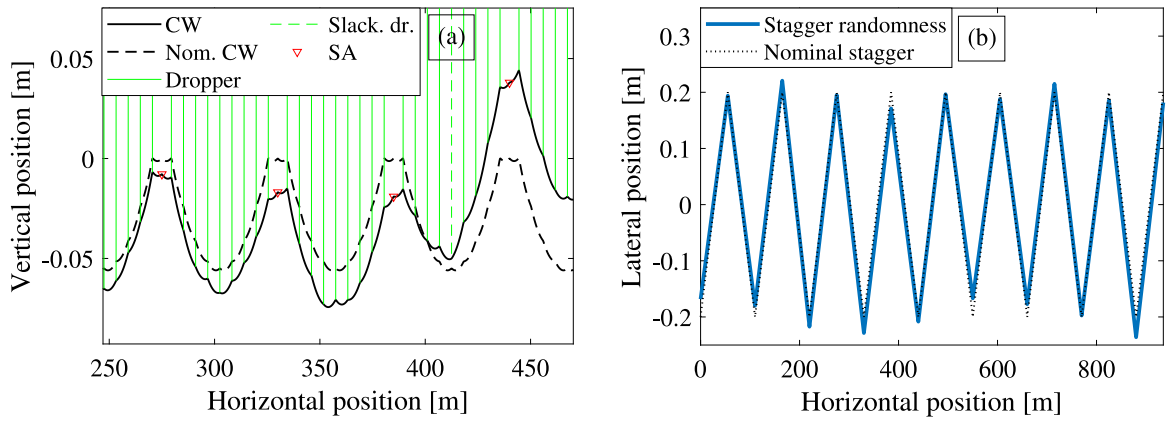 CW
Nom. CW
Dropper
Slack. dr.
SA
(a)
0.05
0
-0.05
Vertical position [m]
250
300
350
400
450
Horizontal position [m]
Stagger randomness
Nominal stagger
(b)
0.3
0.2
0.1
0
-0.1
-0.2
Lateral position [m]
0
200
400
600
800
Horizontal position [m]